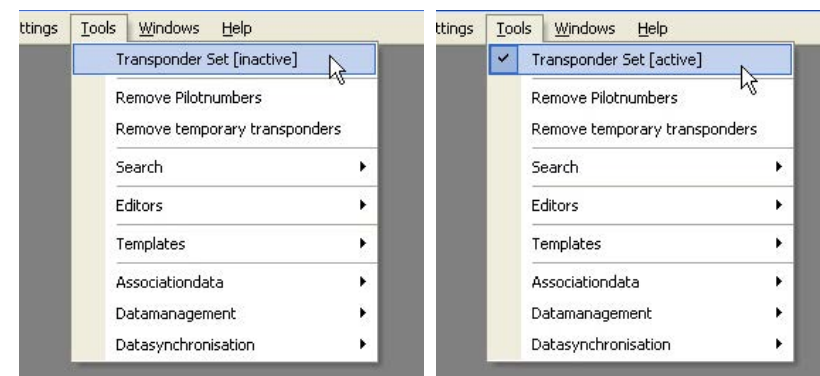 ttings Tools Windows Help
Transponder Set [inactive]
Remove Pilotnumbers
Remove temporary transponders
Search
Editors
Templates
Associationdata
Datamanagement
Datasynchronisation
ttings Tools Windows Help
Transponder Set [active]
Remove Pilotnumbers
Remove temporary transponders
Search
Editors
Templates
Associationdata
Datamanagement
Datasynchronisation